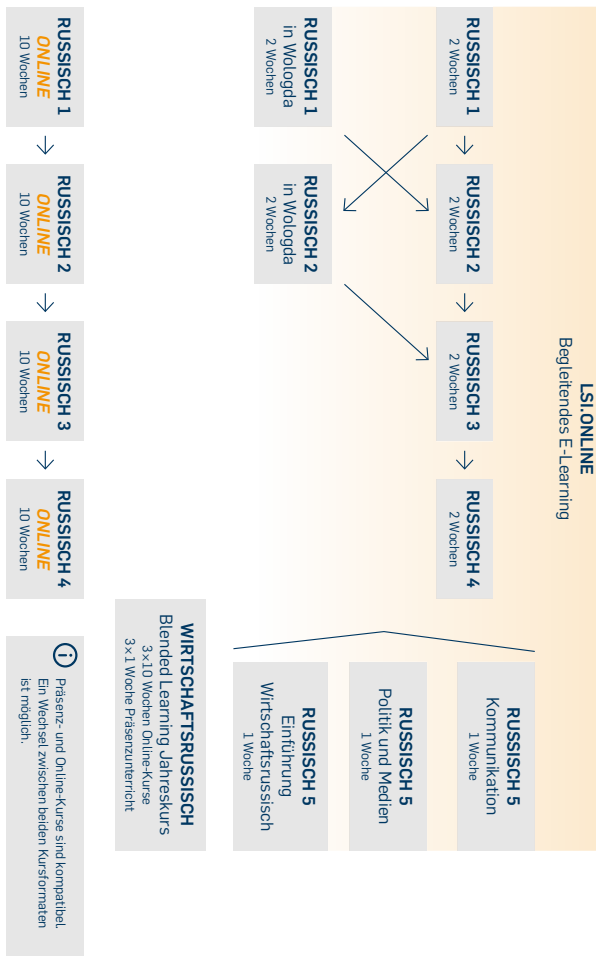 LSI.ONLINE
Begleitendes E-Learning
RUSSISCH 1
2 Wochen
RUSSISCH 2
2 Wochen
RUSSISCH 3
2 Wochen
RUSSISCH 4
2 Wochen
RUSSISCH 5
Kommunikation
1 Woche
RUSSISCH 5
Politik und Medien
1 Woche
RUSSISCH 5
Einführung
Wirtschaftsrussisch
1 Woche
RUSSISCH 1
in Wologda
2 Wochen
RUSSISCH 2
in Wologda
2 Wochen
WIRTSCHAFTSRUSSISCH
Blended Learning Jahreskurs
3×10 Wochen Online-Kurse
3×1 Woche Präsenzunterricht
RUSSISCH 1
ONLINE
10 Wochen
RUSSISCH 2
ONLINE
10 Wochen
RUSSISCH 3
ONLINE
10 Wochen
RUSSISCH 4
ONLINE
10 Wochen
Präsenz- und Online-Kurse sind kompatibel.
Ein Wechsel zwischen beiden Kursformaten
ist möglich.